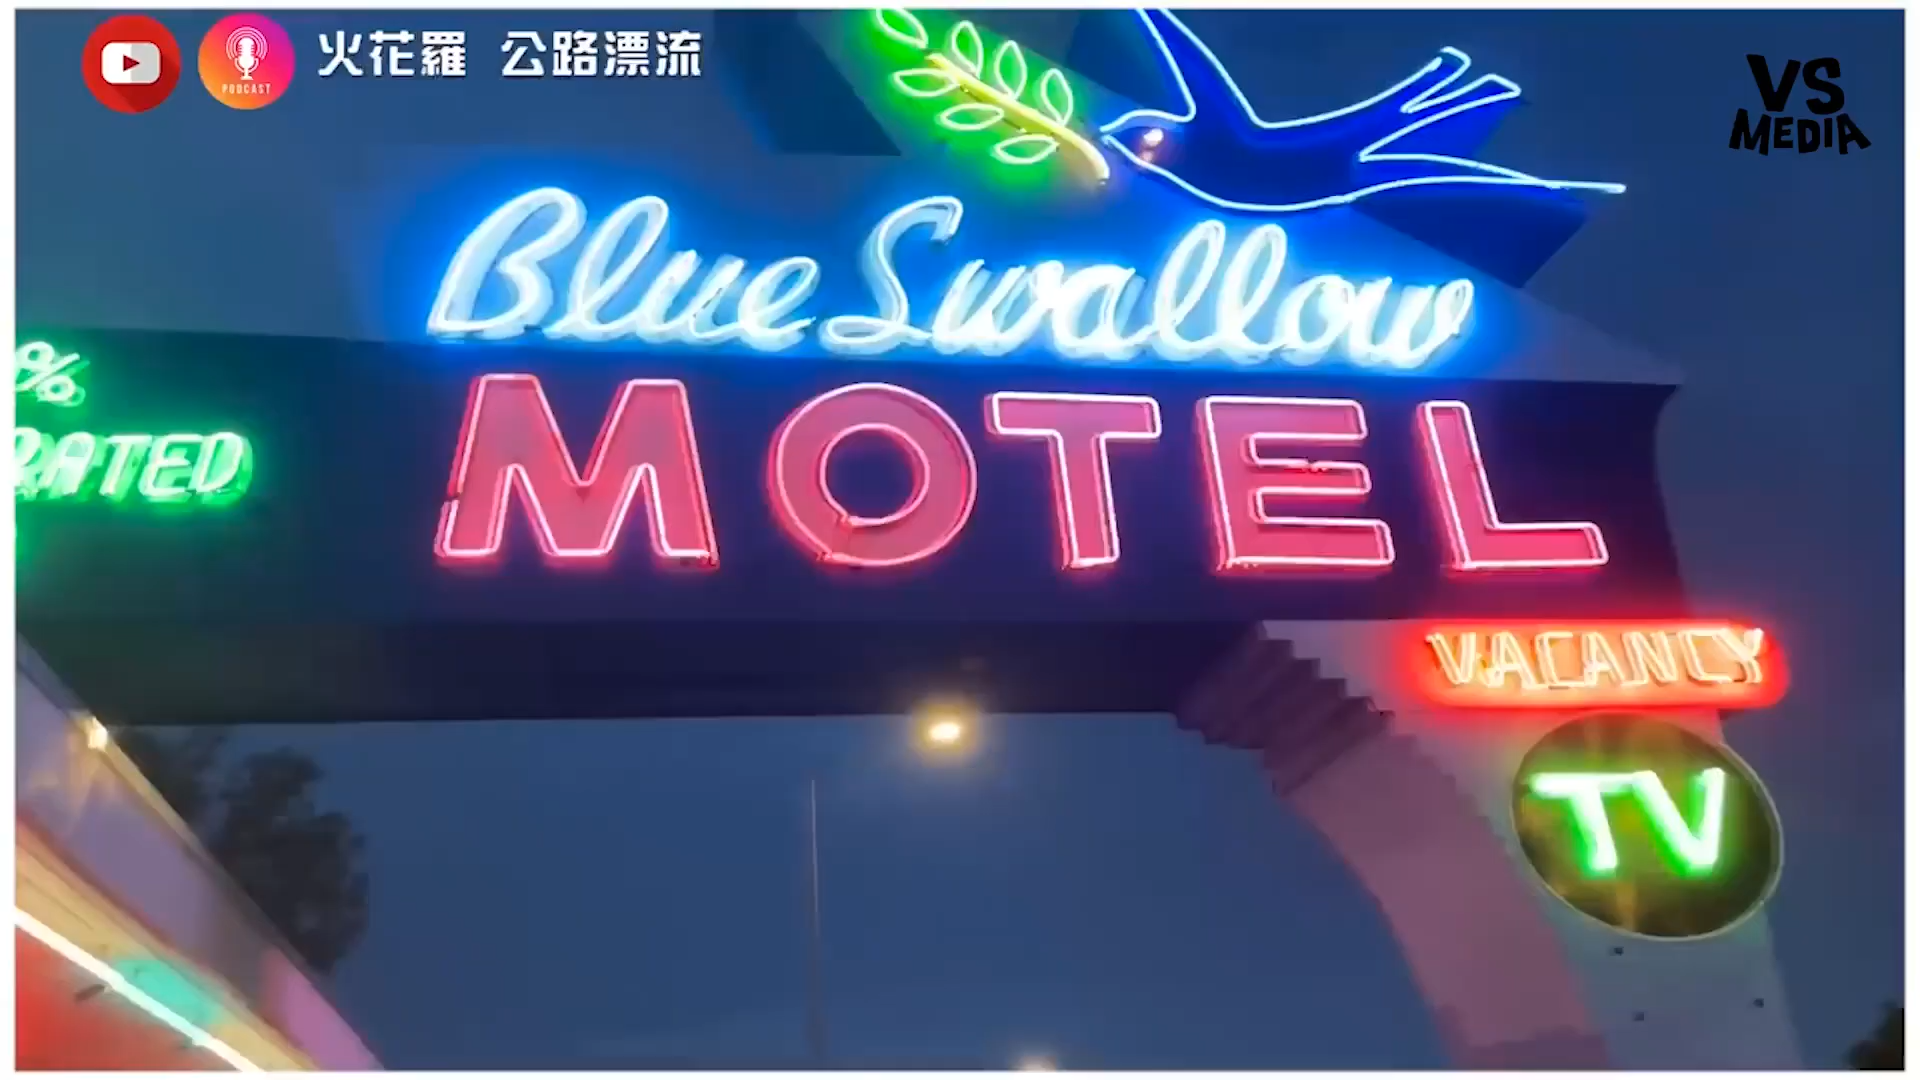 PODCAST
火花羅 公路漂流
VS
MEDIA
Blue Swallow
MOTEL
%
RATED
VACANCY
TV